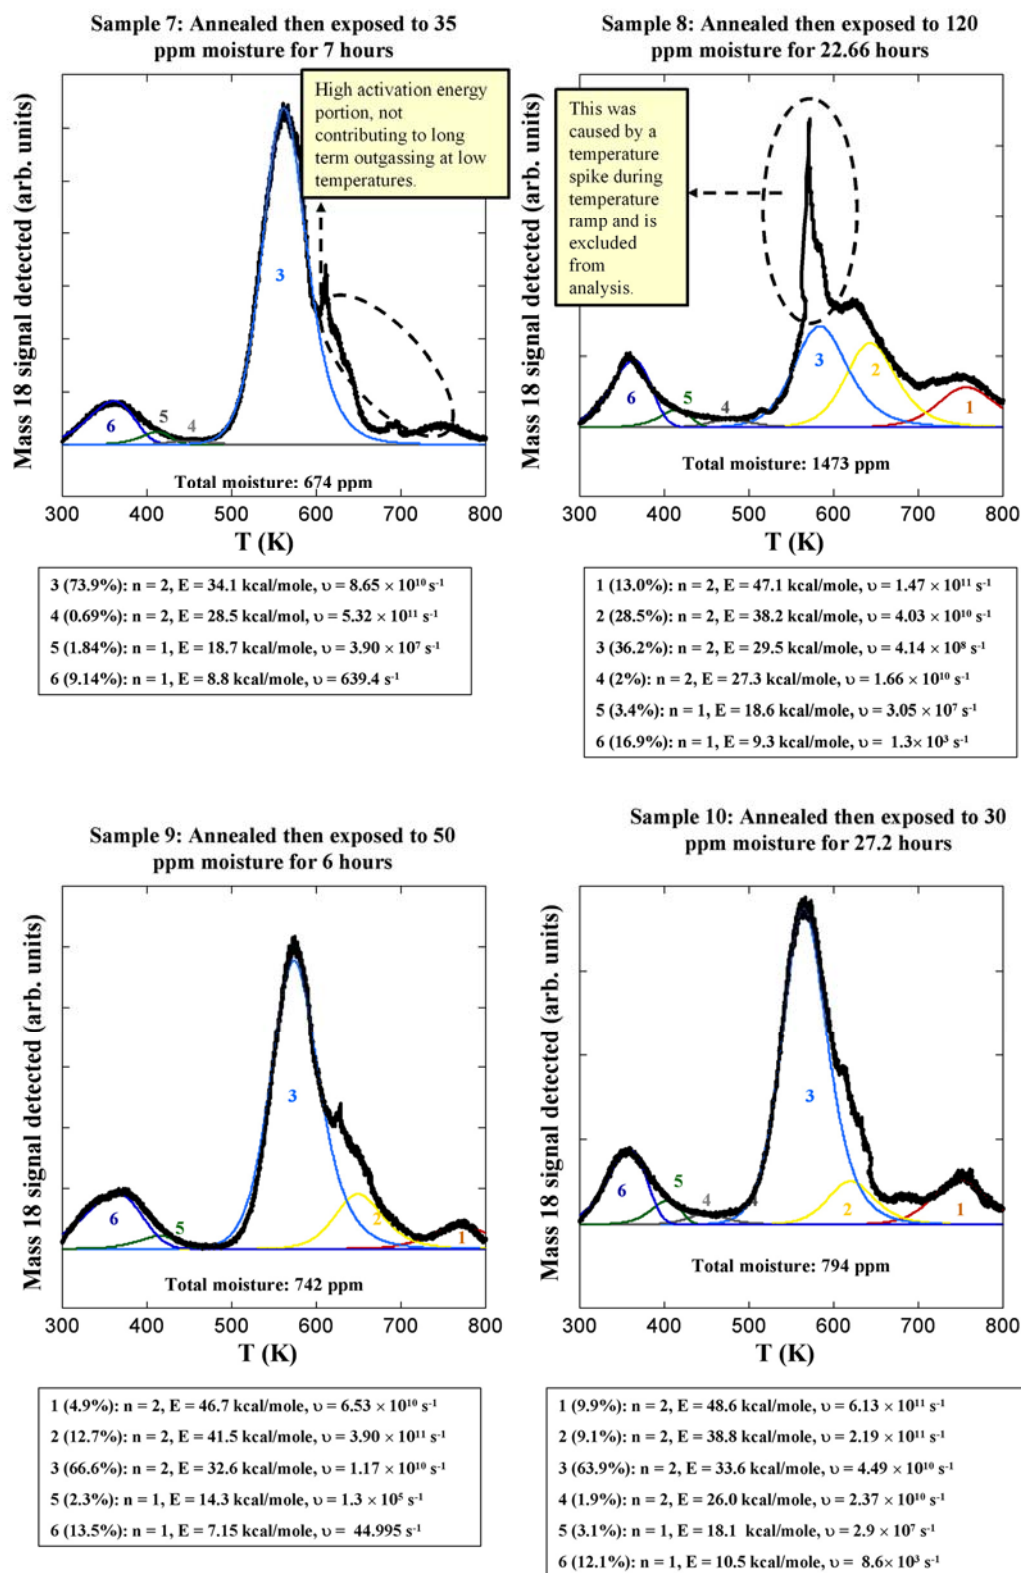 Sample 7: Annealed then exposed to 35
ppm moisture for 7 hours
High activation energy
portion, not
contributing to long
term outgassing at low
temperatures.
Mass 18 signal detected (arb. units)
3
6
5
4
Total moisture: 674 ppm
300 400 500 600 700 800
T (K)
3 (73.9%): n = 2, E = 34.1 kcal/mole, υ = 8.65 × 10¹⁰ s⁻¹
4 (0.69%): n = 2, E = 28.5 kcal/mol, υ = 5.32 × 10¹¹ s⁻¹
5 (1.84%): n = 1, E = 18.7 kcal/mole, υ = 3.90 × 10⁷ s⁻¹
6 (9.14%): n = 1, E = 8.8 kcal/mole, υ = 639.4 s⁻¹
Sample 8: Annealed then exposed to 120
ppm moisture for 22.66 hours
This was
caused by a
temperature
spike during
temperature
ramp and is
excluded
from
analysis.
Mass 18 signal detected (arb. units)
3
2
6
5
4
1
Total moisture: 1473 ppm
300 400 500 600 700 800
T (K)
1 (13.0%): n = 2, E = 47.1 kcal/mole, υ = 1.47 × 10¹¹ s⁻¹
2 (28.5%): n = 2, E = 38.2 kcal/mole, υ = 4.03 × 10¹⁰ s⁻¹
3 (36.2%): n = 2, E = 29.5 kcal/mole, υ = 4.14 × 10⁸ s⁻¹
4 (2%): n = 2, E = 27.3 kcal/mole, υ = 1.66 × 10¹⁰ s⁻¹
5 (3.4%): n = 1, E = 18.6 kcal/mole, υ = 3.05 × 10⁷ s⁻¹
6 (16.9%): n = 1, E = 9.3 kcal/mole, υ = 1.3× 10³ s⁻¹
Sample 9: Annealed then exposed to 50
ppm moisture for 6 hours
Mass 18 signal detected (arb. units)
3
6
5
2
1
Total moisture: 742 ppm
300 400 500 600 700 800
T (K)
1 (4.9%): n = 2, E = 46.7 kcal/mole, υ = 6.53 × 10¹⁰ s⁻¹
2 (12.7%): n = 2, E = 41.5 kcal/mole, υ = 3.90 × 10¹¹ s⁻¹
3 (66.6%): n = 2, E = 32.6 kcal/mole, υ = 1.17 × 10¹⁰ s⁻¹
5 (2.3%): n = 1, E = 14.3 kcal/mole, υ = 1.3 × 10⁵ s⁻¹
6 (13.5%): n = 1, E = 7.15 kcal/mole, υ = 44.995 s⁻¹
Sample 10: Annealed then exposed to 30
ppm moisture for 27.2 hours
Mass 18 signal detected (arb. units)
3
6
5
4
4
2
1
Total moisture: 794 ppm
300 400 500 600 700 800
T (K)
1 (9.9%): n = 2, E = 48.6 kcal/mole, υ = 6.13 × 10¹¹ s⁻¹
2 (9.1%): n = 2, E = 38.8 kcal/mole, υ = 2.19 × 10¹¹ s⁻¹
3 (63.9%): n = 2, E = 33.6 kcal/mole, υ = 4.49 × 10¹⁰ s⁻¹
4 (1.9%): n = 2, E = 26.0 kcal/mole, υ = 2.37 × 10¹⁰ s⁻¹
5 (3.1%): n = 1, E = 18.1 kcal/mole, υ = 2.9 × 10⁷ s⁻¹
6 (12.1%): n = 1, E = 10.5 kcal/mole, υ = 8.6× 10³ s⁻¹